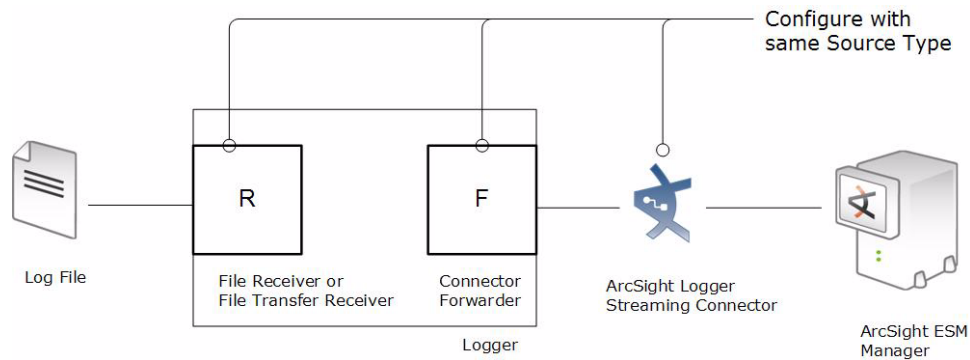 Configure with
same Source Type
R
F
Log File
File Receiver or
File Transfer Receiver
Connector
Forwarder
ArcSight Logger
Streaming Connector
Logger
ArcSight ESM
Manager